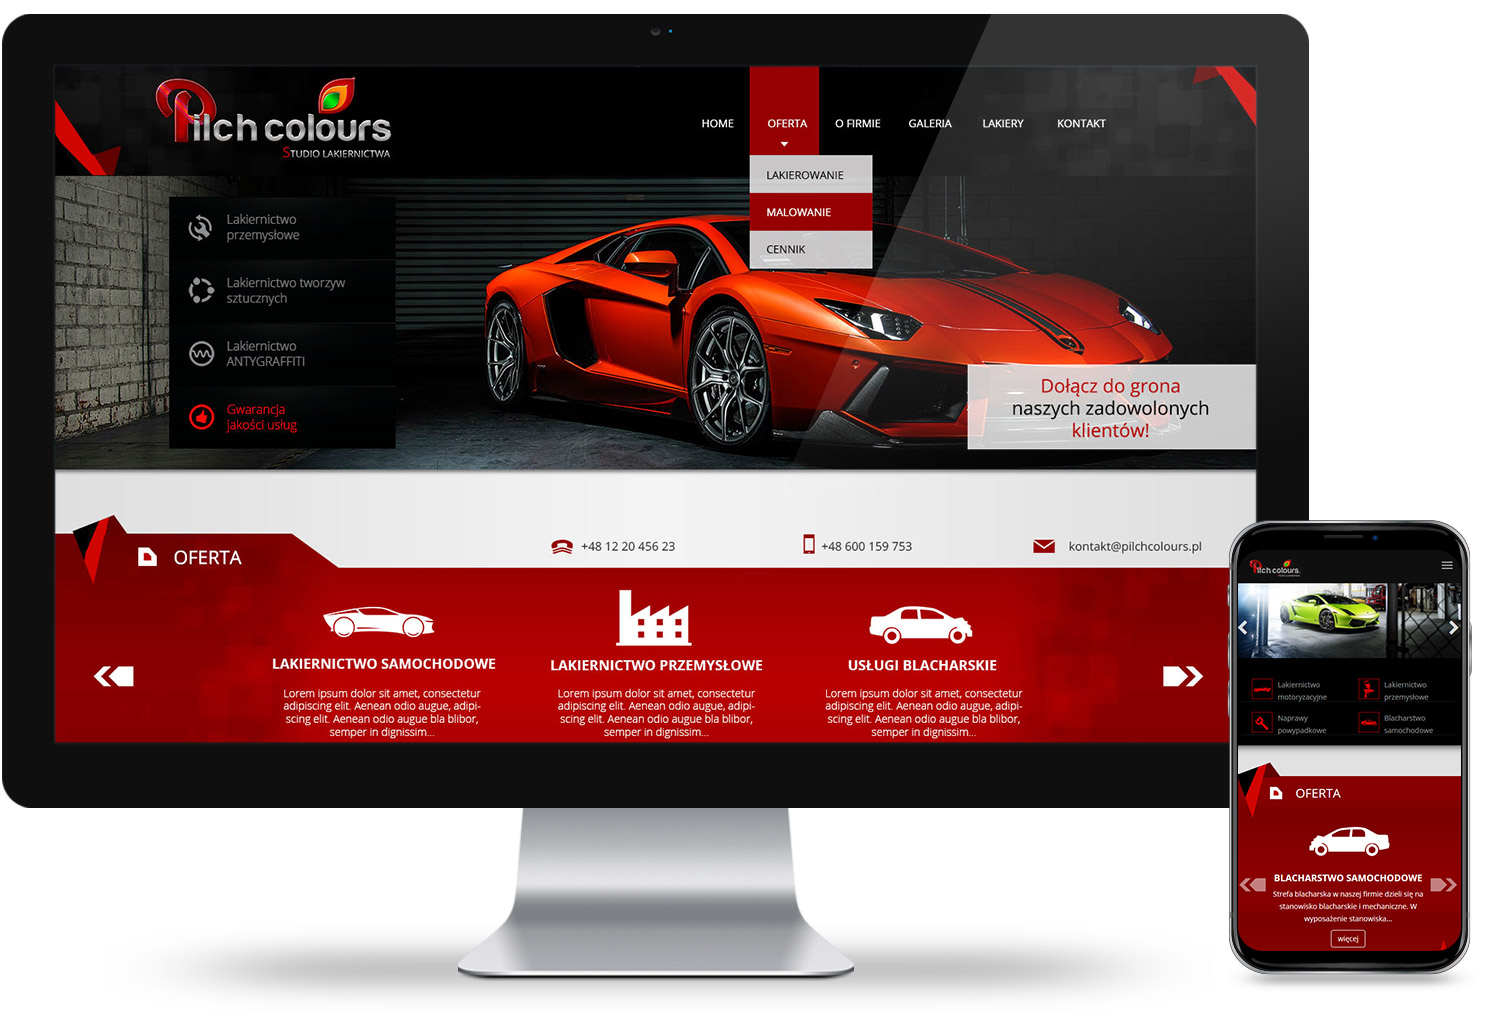 Pilch colours
STUDIO LAKIERNICTWA
HOME OFERTA O FIRMIE GALERIA LAKIERY KONTAKT
LAKIEROWANIE
MALOWANIE
CENNIK
Lakiernictwo
przemysłowe
Lakiernictwo tworzyw
sztucznych
Lakiernictwo
ANTYGRAFFITI
Gwarancja
jakości usług
Dołącz do grona
naszych zadowolonych
klientów!
OFERTA
+48 12 20 456 23
+48 600 159 753
kontakt@pilchcolours.pl
LAKIERNICTWO SAMOCHODOWE
Lorem ipsum dolor sit amet, consectetur
adipiscing elit. Aenean odio augue, adipi-
scing elit. Aenean odio augue bla blibor,
semper in dignissim...
LAKIERNICTWO PRZEMYSŁOWE
Lorem ipsum dolor sit amet, consectetur
adipiscing elit. Aenean odio augue, adipi-
scing elit. Aenean odio augue bla blibor,
semper in dignissim...
USŁUGI BLACHARSKIE
Lorem ipsum dolor sit amet, consectetur
adipiscing elit. Aenean odio augue, adipi-
scing elit. Aenean odio augue bla blibor,
semper in dignissim...
Pilch colours
Lakiernictwo
motoryzacyjne
Lakiernictwo
przemysłowe
Naprawy
powypadkowe
Blacharstwo
samochodowe
OFERTA
BLACHARSTWO SAMOCHODOWE
Strefa blacharska w naszej firmie dzieli się na
stanowisko blacharskie i mechaniczne. W
wyposażenie stanowiska...
więcej